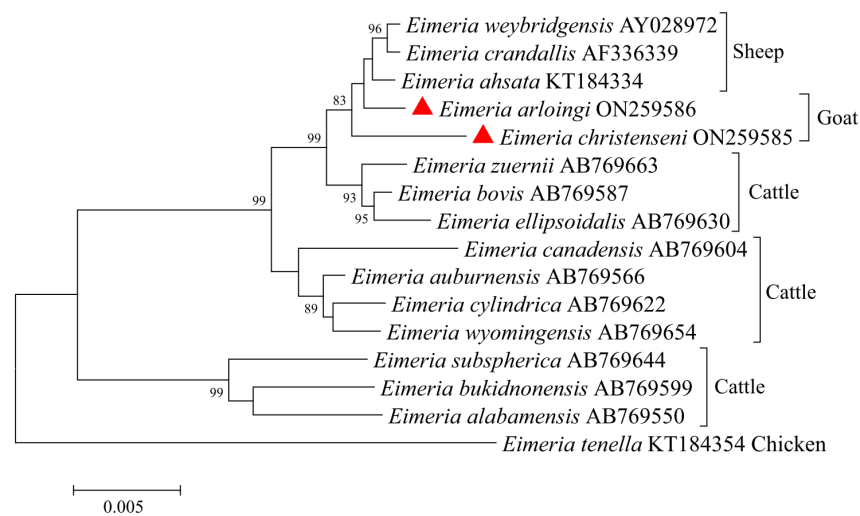 96
Eimeria weybridgensis AY028972
Eimeria crandallis AF336339
Sheep
Eimeria ahsata KT184334
83
Eimeria arloingi ON259586
Goat
99
Eimeria christenseni ON259585
Eimeria zuernii AB769663
93
Eimeria bovis AB769587
Cattle
99
95
Eimeria ellipsoidalis AB769630
Eimeria canadensis AB769604
Eimeria auburnensis AB769566
Cattle
89
Eimeria cylindrica AB769622
Eimeria wyomingensis AB769654
Eimeria subspherica AB769644
99
Eimeria bukidnonensis AB769599
Cattle
Eimeria alabamensis AB769550
Eimeria tenella KT184354 Chicken
0.005